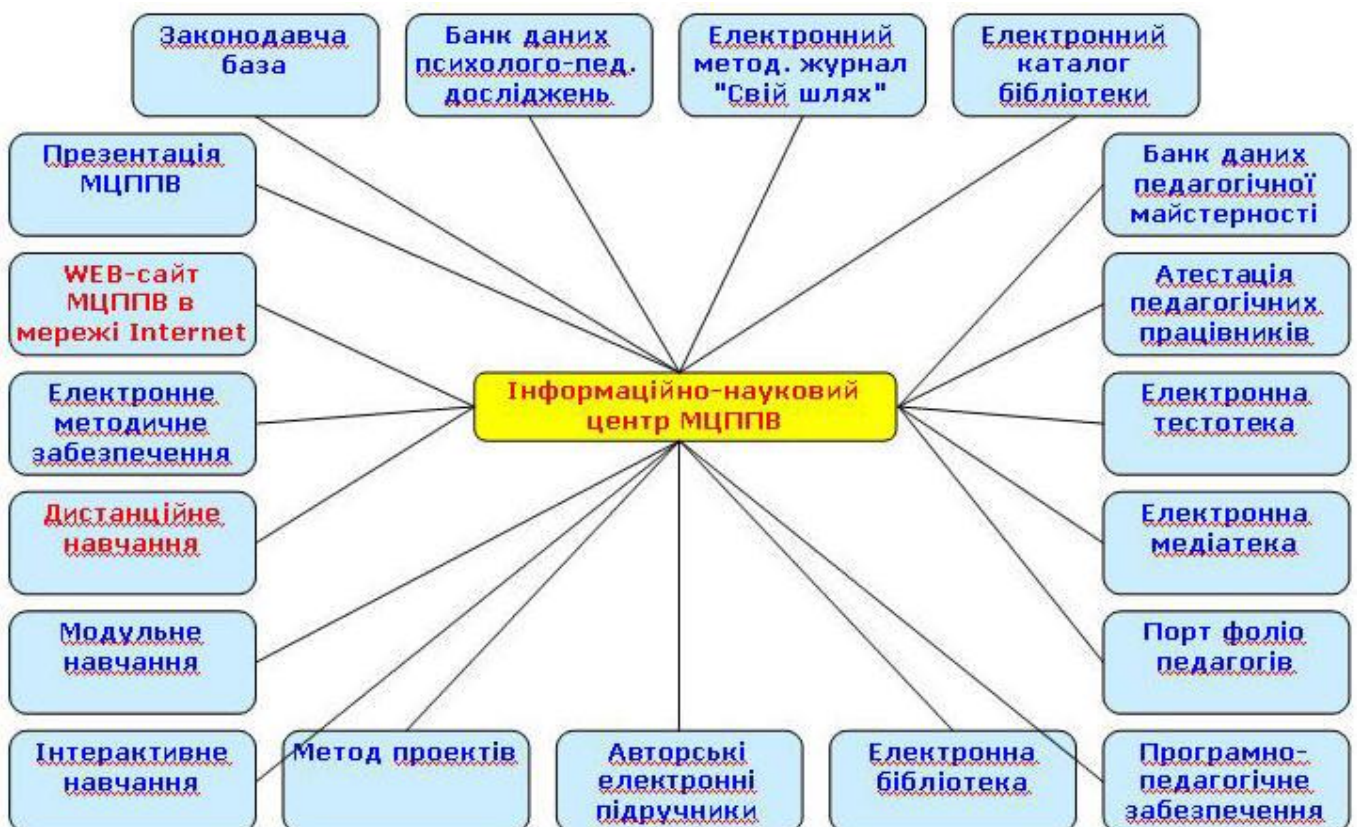 Законодавча
база
Банк даних
психолого-пед.
досліджень
Електронний
метод. журнал
"Свій шлях"
Електронний
каталог
бібліотеки
Презентація
МЦППВ
Банк даних
педагогічної
майстерності
WEB-сайт
МЦППВ в
мережі Internet
Атестація
педагогічних
працівників
Інформаційно-науковий
центр МЦППВ
Електронне
методичне
забезпечення
Електронна
тестотека
Дистанційне
навчання
Електронна
медіатека
Модульне
навчання
Порт фоліо
педагогів
Інтерактивне
навчання
Метод проектів
Авторські
електронні
підручники
Електронна
бібліотека
Програмно-
педагогічне
забезпечення